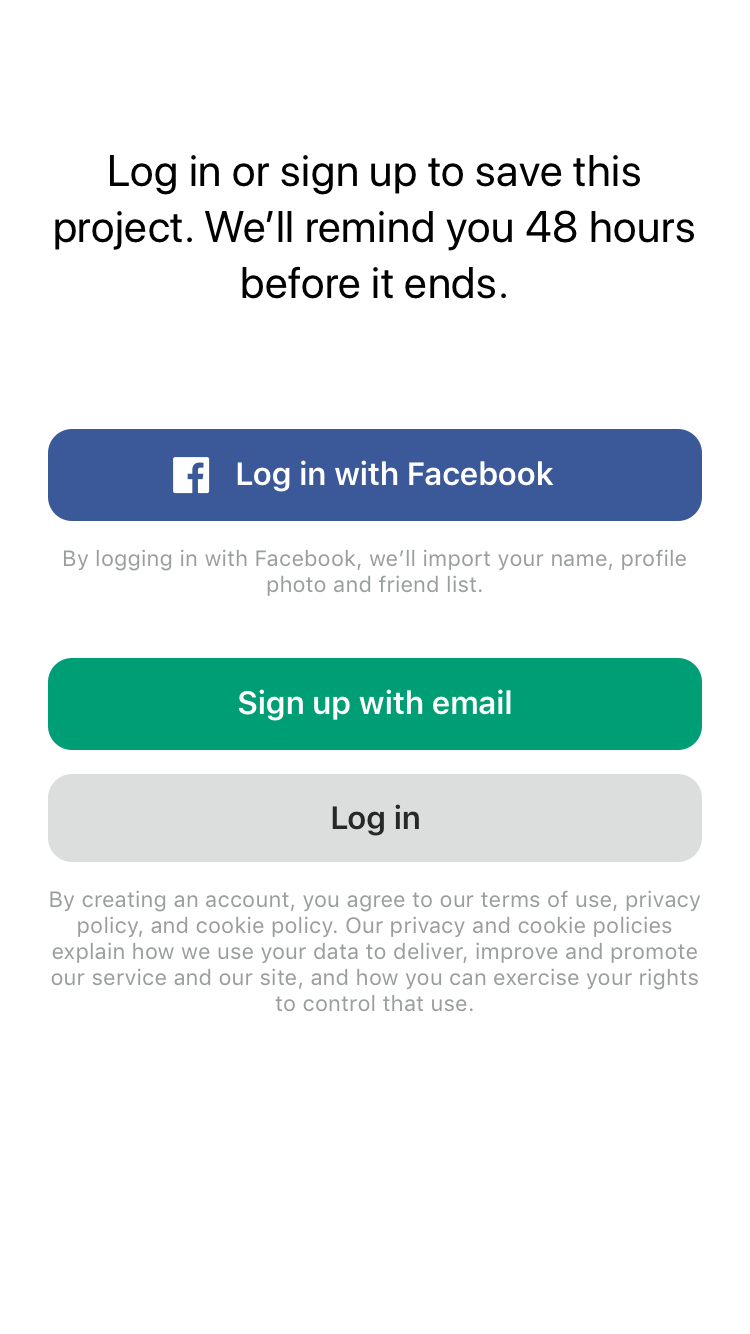 Log in or sign up to save this
project. We’ll remind you 48 hours
before it ends.
Log in with Facebook
By logging in with Facebook, we’ll import your name, profile
photo and friend list.
Sign up with email
Log in
By creating an account, you agree to our terms of use, privacy
policy, and cookie policy. Our privacy and cookie policies
explain how we use your data to deliver, improve and promote
our service and our site, and how you can exercise your rights
to control that use.